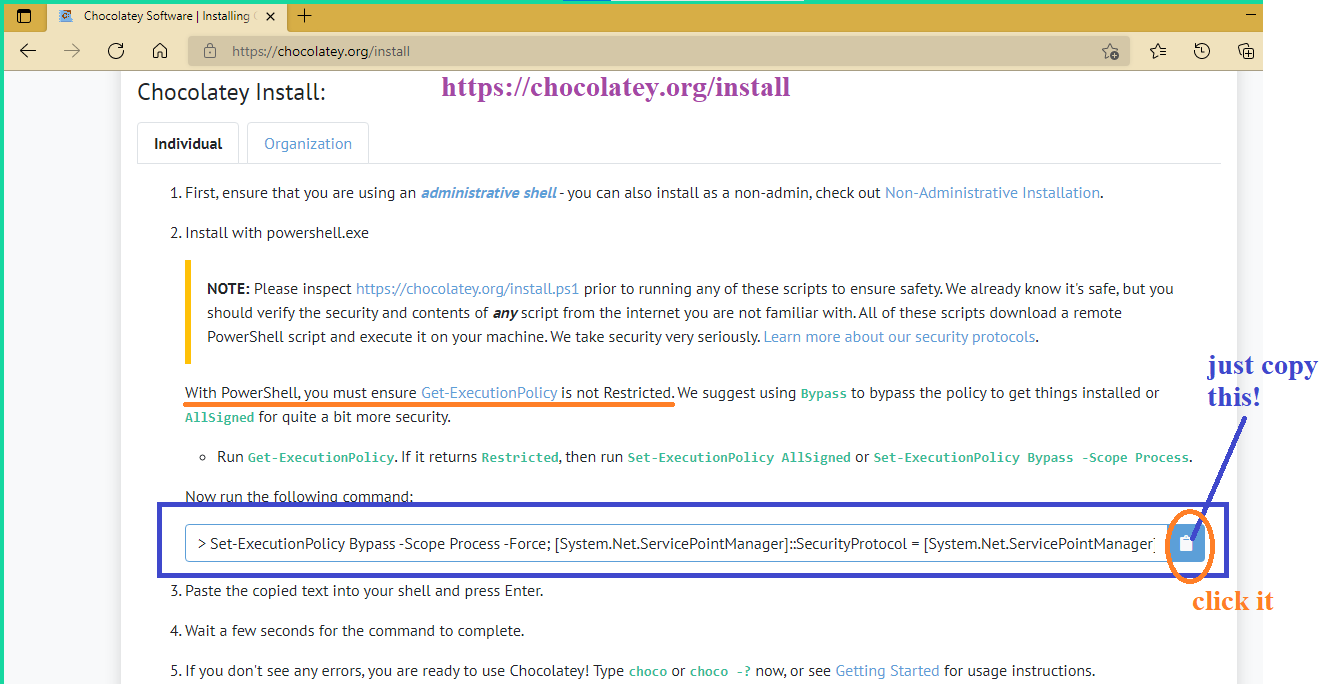 Chocolatey Software | Installing
https://chocolatey.org/install
Chocolatey Install:
https://chocolatey.org/install
Individual
Organization
1. First, ensure that you are using an administrative shell - you can also install as a non-admin, check out Non-Administrative Installation.
2. Install with powershell.exe
NOTE: Please inspect https://chocolatey.org/install.ps1 prior to running any of these scripts to ensure safety. We already know it's safe, but you
should verify the security and contents of any script from the internet you are not familiar with. All of these scripts download a remote
PowerShell script and execute it on your machine. We take security very seriously. Learn more about our security protocols.
just copy
this!
With PowerShell, you must ensure Get-ExecutionPolicy is not Restricted. We suggest using Bypass to bypass the policy to get things installed or
AllSigned for quite a bit more security.
Run Get-ExecutionPolicy. If it returns Restricted, then run Set-ExecutionPolicy AllSigned or Set-ExecutionPolicy Bypass -Scope Process.
Now run the following command:
> Set-ExecutionPolicy Bypass -Scope Process -Force; [System.Net.ServicePointManager]::SecurityProtocol = [System.Net.ServicePointManager]
click it
3. Paste the copied text into your shell and press Enter.
4. Wait a few seconds for the command to complete.
5. If you don't see any errors, you are ready to use Chocolatey! Type choco or choco -? now, or see Getting Started for usage instructions.